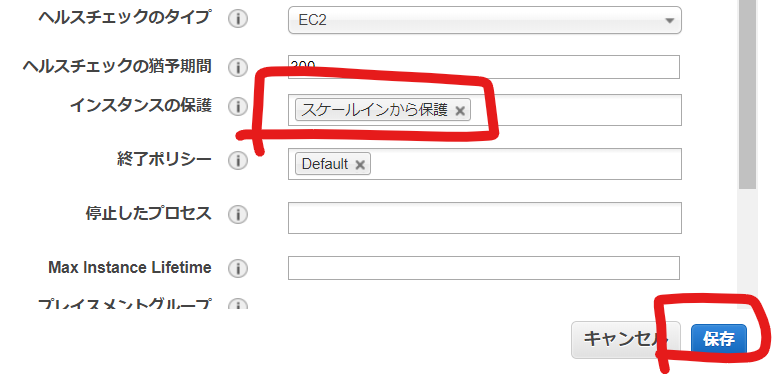 ヘルスチェックのタイプ i EC2
ヘルスチェックの猶予期間 i 300
インスタンスの保護 i スケールインから保護 ×
終了ポリシー i Default ×
停止したプロセス i
Max Instance Lifetime i
プレイスメントグループ i
キャンセル 保存